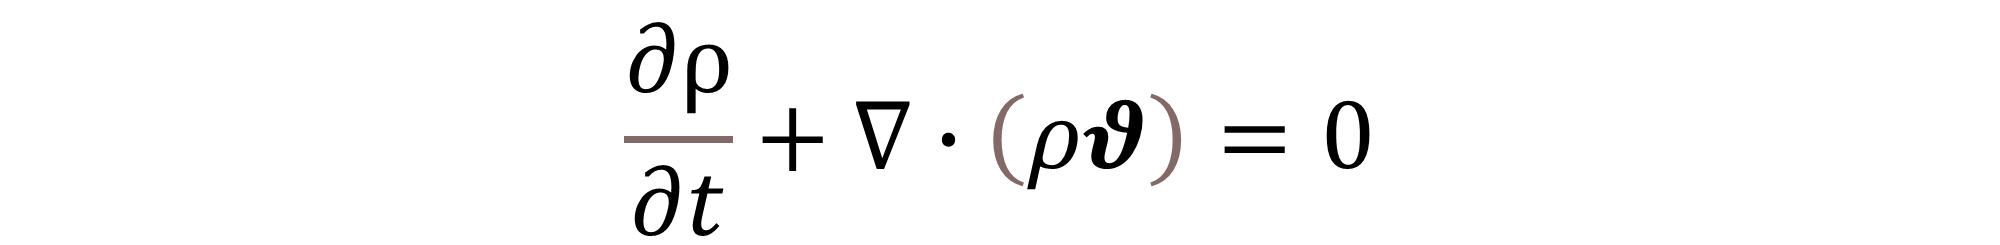 ∂ρ/∂t + ∇ · (ρ𝝑) = 0